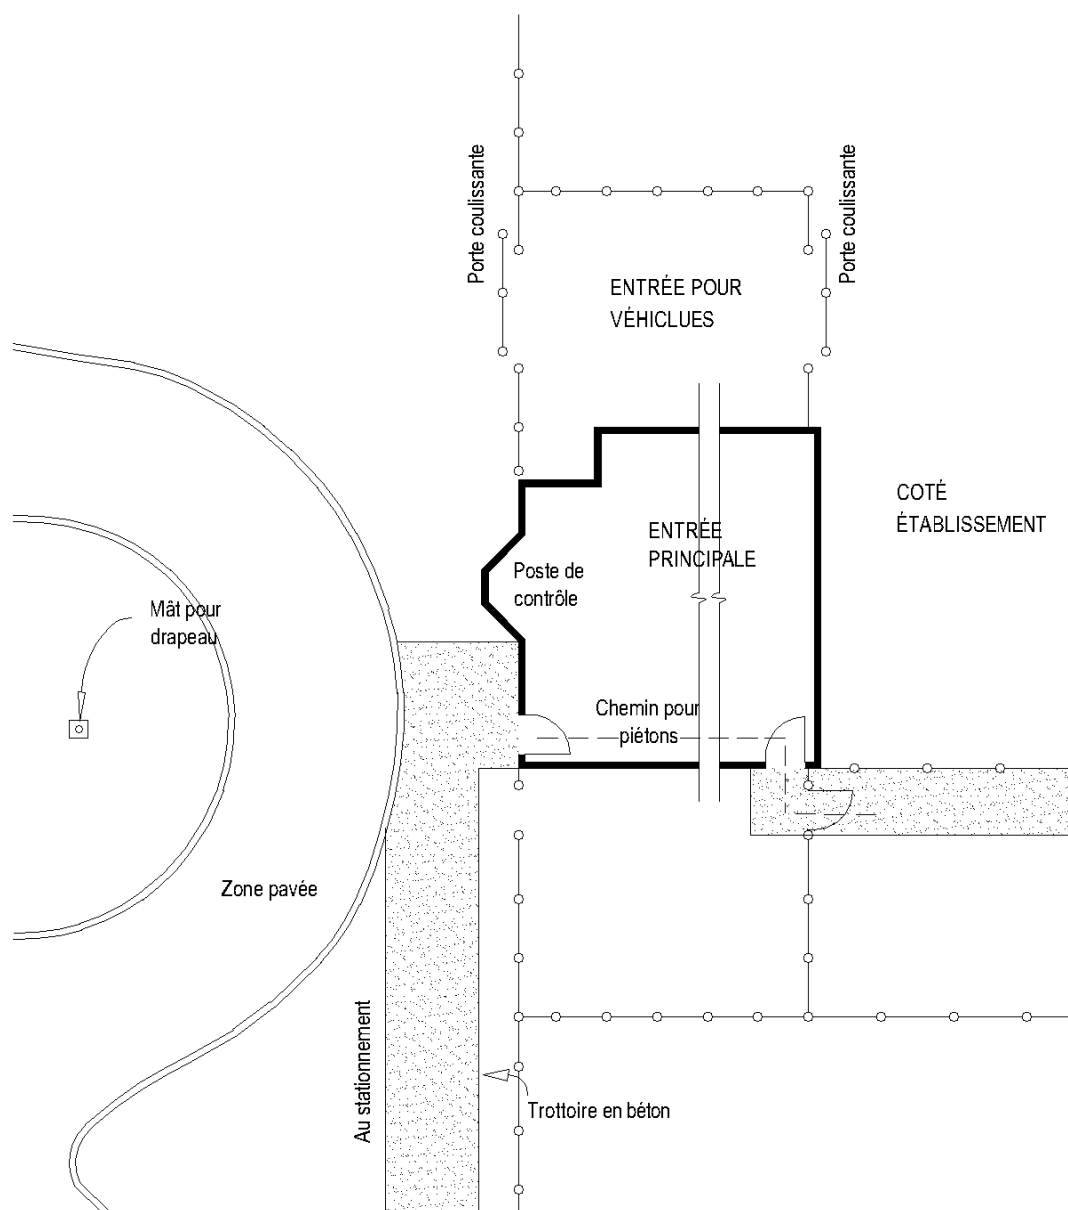 Porte coulissante
Porte coulissante
ENTRÉE POUR
VÉHICLUES
COTÉ
ÉTABLISSEMENT
ENTRÉE
PRINCIPALE
Poste de
contrôle
Mât pour
drapeau
Chemin pour
piétons
Zone pavée
Au stationnement
Trottoire en béton